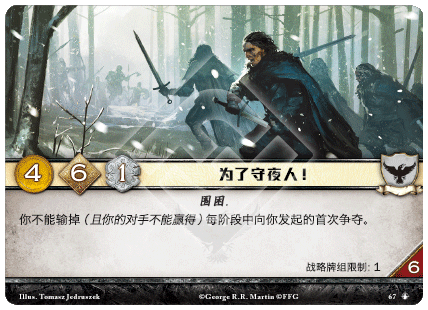 4 6 1 为了守夜人！
围困.
你不能输掉（且你的对手不能赢得）每阶段中向你发起的首次争夺。
战略牌组限制: 1
6
Illus. Tomasz Jedruszek ©George R.R. Martin ©FFG 67